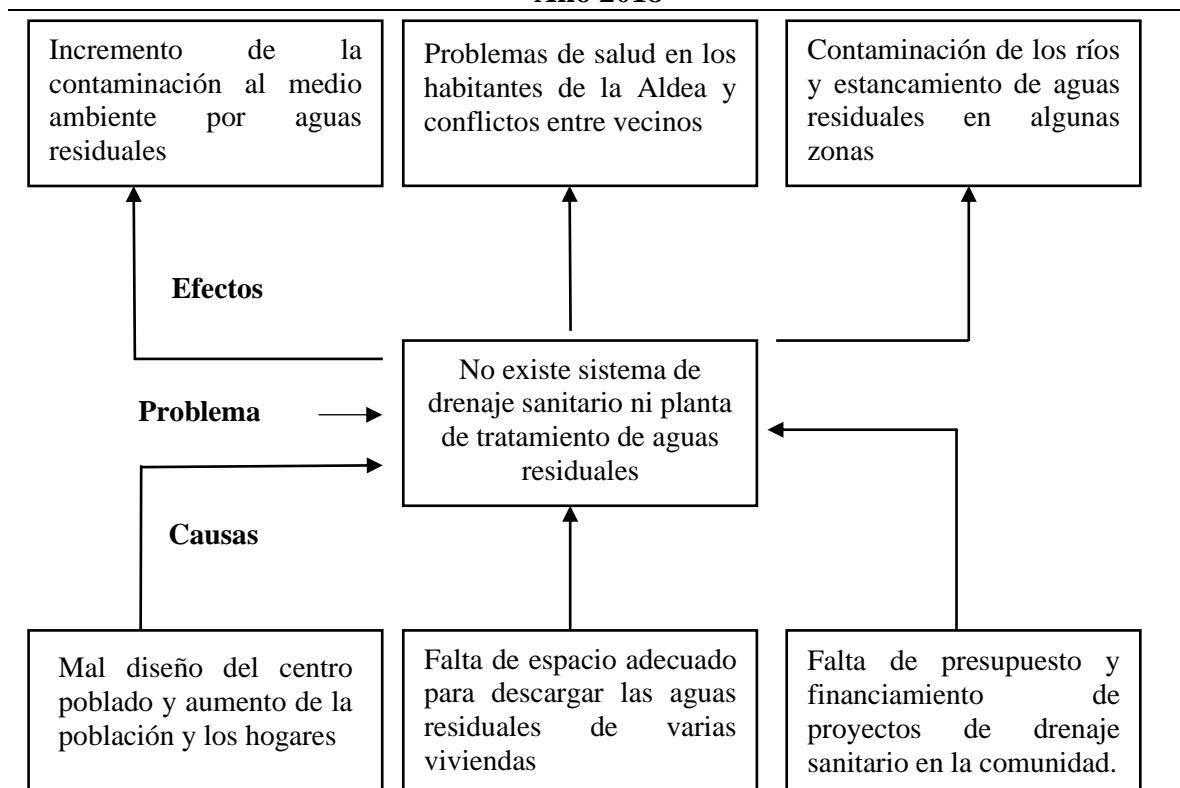 Año 2018
Incremento de la
contaminación al medio
ambiente por aguas
residuales
Problemas de salud en los
habitantes de la Aldea y
conflictos entre vecinos
Contaminación de los ríos
y estancamiento de aguas
residuales en algunas
zonas
Efectos
No existe sistema de
drenaje sanitario ni planta
de tratamiento de aguas
residuales
Problema
Causas
Mal diseño del centro
poblado y aumento de la
población y los hogares
Falta de espacio adecuado
para descargar las aguas
residuales de varias
viviendas
Falta de presupuesto y
financiamiento de
proyectos de drenaje
sanitario en la comunidad.